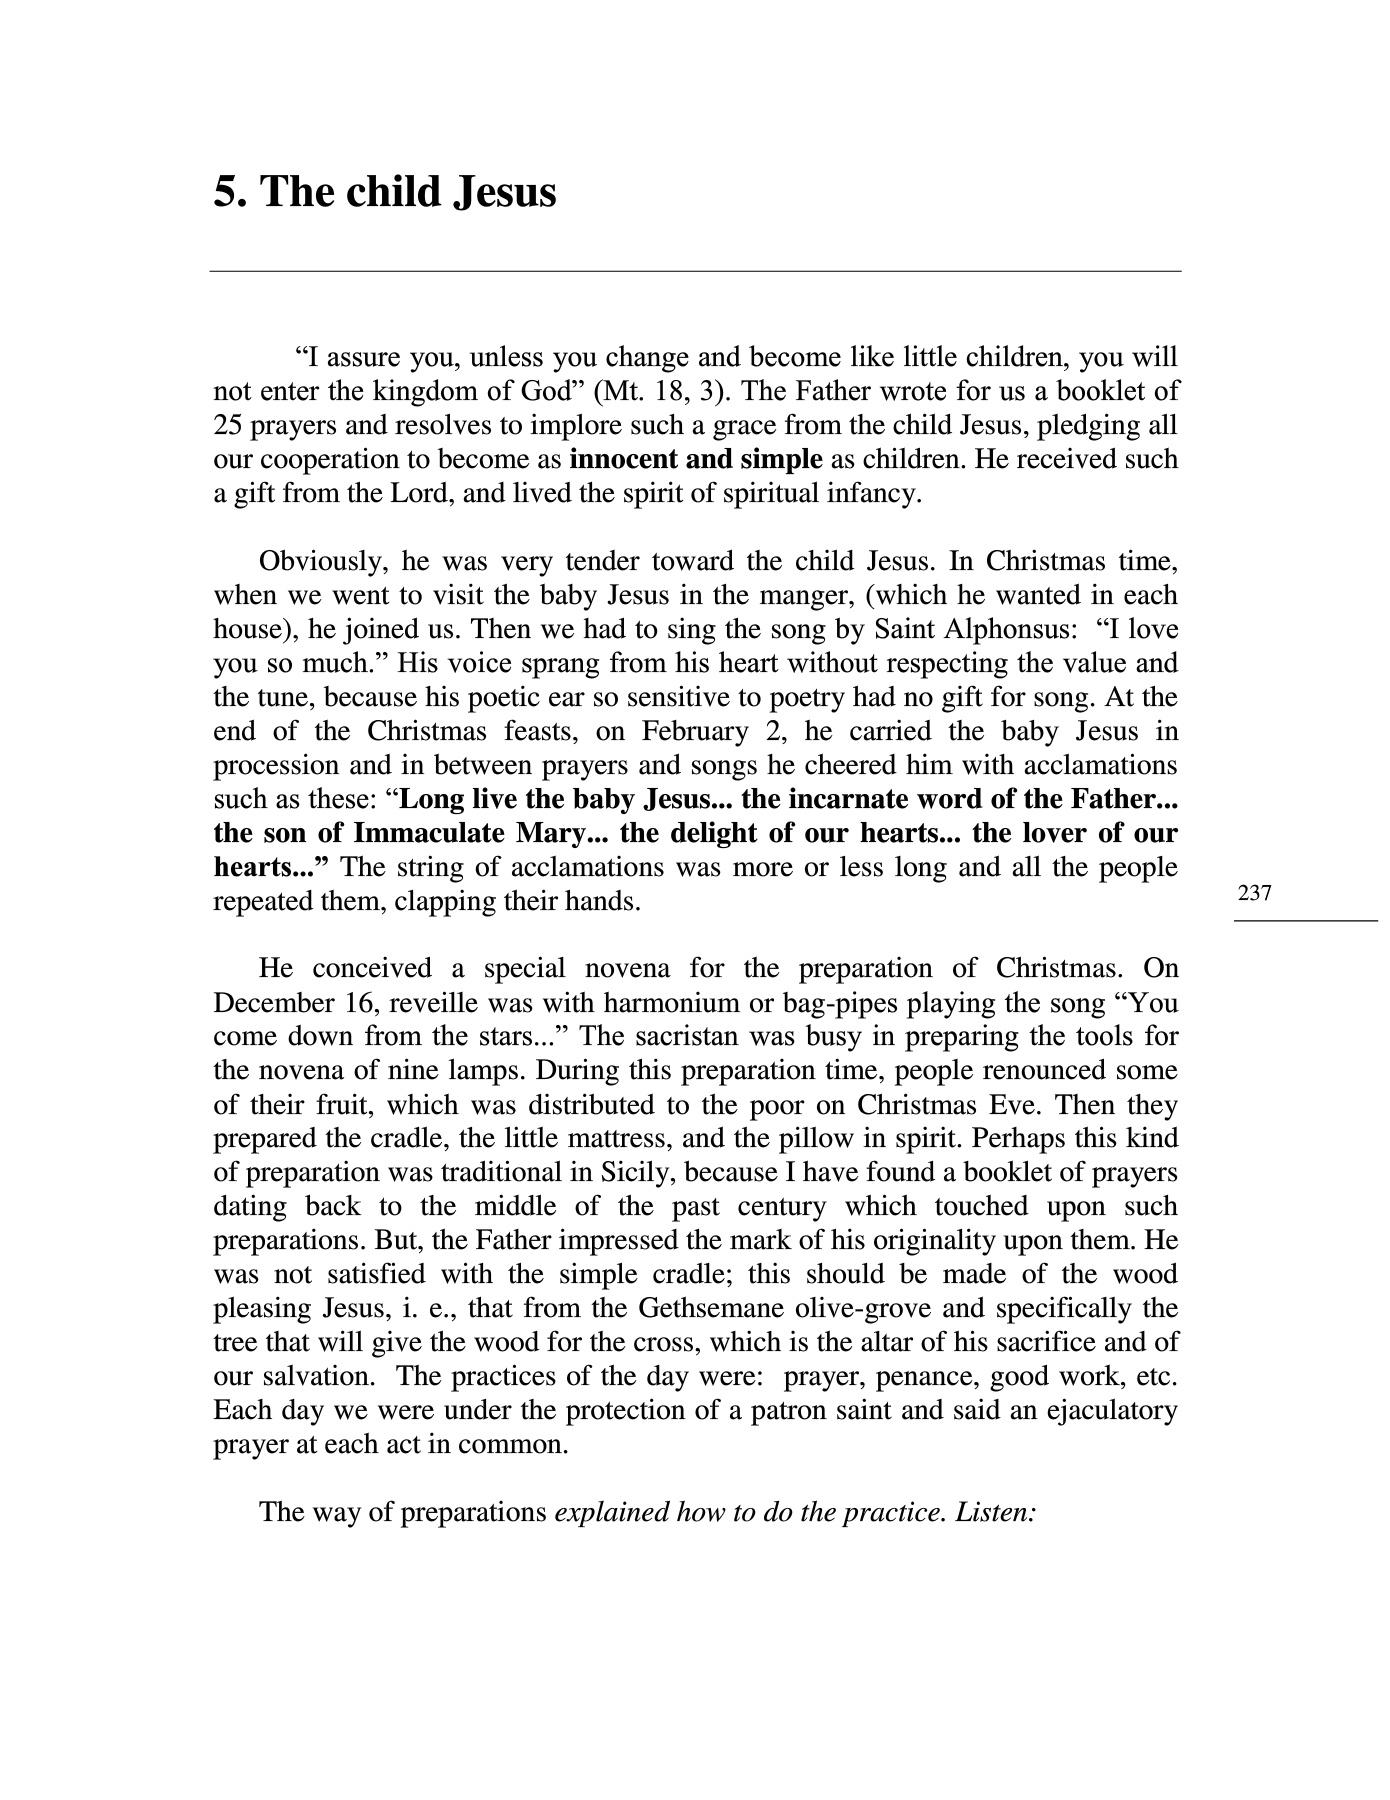 5. The child Jesus
“I assure you, unless you change and become like little children, you will
not enter the kingdom of God” (Mt. 18, 3). The Father wrote for us a booklet of
25 prayers and resolves to implore such a grace from the child Jesus, pledging all
our cooperation to become as innocent and simple as children. He received such
a gift from the Lord, and lived the spirit of spiritual infancy.
Obviously, he was very tender toward the child Jesus. In Christmas time,
when we went to visit the baby Jesus in the manger, (which he wanted in each
house), he joined us. Then we had to sing the song by Saint Alphonsus: “I love
you so much.” His voice sprang from his heart without respecting the value and
the tune, because his poetic ear so sensitive to poetry had no gift for song. At the
end of the Christmas feasts, on February 2, he carried the baby Jesus in
procession and in between prayers and songs he cheered him with acclamations
such as these: “Long live the baby Jesus... the incarnate word of the Father...
the son of Immaculate Mary... the delight of our hearts... the lover of our
hearts...” The string of acclamations was more or less long and all the people
repeated them, clapping their hands.
237
He conceived a special novena for the preparation of Christmas. On
December 16, reveille was with harmonium or bag-pipes playing the song “You
come down from the stars...” The sacristan was busy in preparing the tools for
the novena of nine lamps. During this preparation time, people renounced some
of their fruit, which was distributed to the poor on Christmas Eve. Then they
prepared the cradle, the little mattress, and the pillow in spirit. Perhaps this kind
of preparation was traditional in Sicily, because I have found a booklet of prayers
dating back to the middle of the past century which touched upon such
preparations. But, the Father impressed the mark of his originality upon them. He
was not satisfied with the simple cradle; this should be made of the wood
pleasing Jesus, i. e., that from the Gethsemane olive-grove and specifically the
tree that will give the wood for the cross, which is the altar of his sacrifice and of
our salvation. The practices of the day were: prayer, penance, good work, etc.
Each day we were under the protection of a patron saint and said an ejaculatory
prayer at each act in common.
The way of preparations explained how to do the practice. Listen: